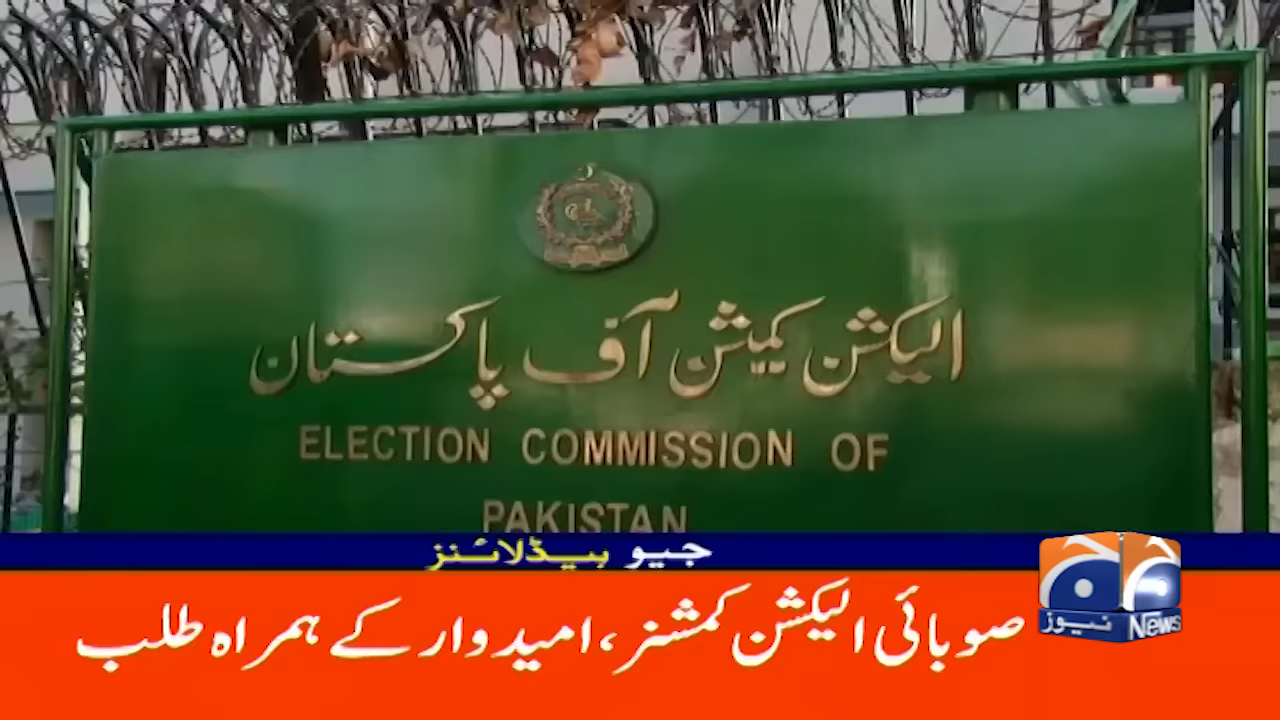 الیکشن کمیشن آف پاکستان
ELECTION COMMISSION OF
PAKISTAN
جیو ہیڈلائنز
صوبائی الیکشن کمشنر، امیدوار کے ہمراہ طلب
نیوز News